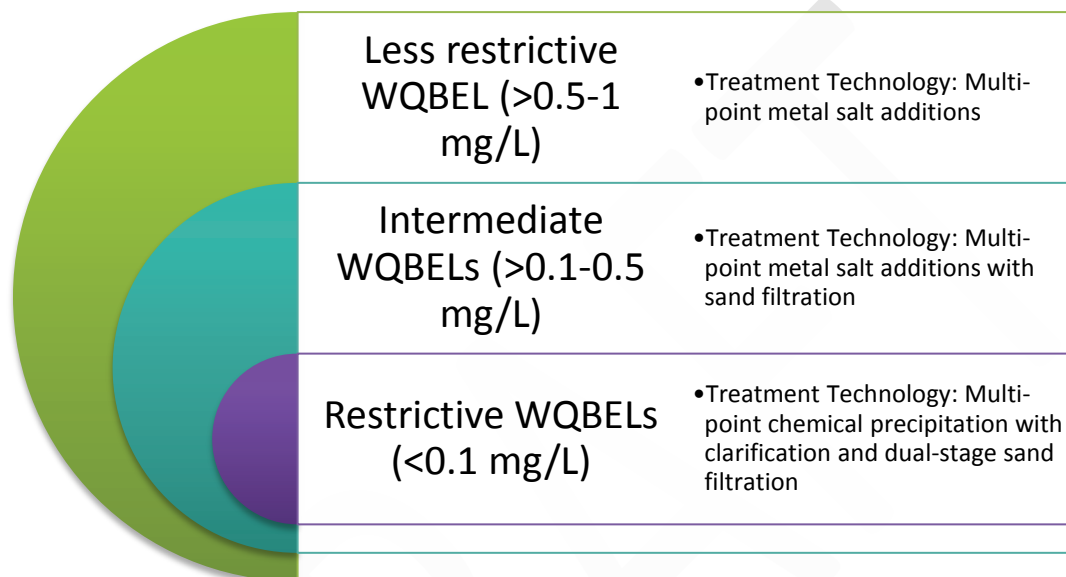 Less restrictive
WQBEL (>0.5-1
mg/L)
•Treatment Technology: Multi-
point metal salt additions
Intermediate
WQBELs (>0.1-0.5
mg/L)
•Treatment Technology: Multi-
point metal salt additions with
sand filtration
Restrictive WQBELs
(<0.1 mg/L)
•Treatment Technology: Multi-
point chemical precipitation with
clarification and dual-stage sand
filtration